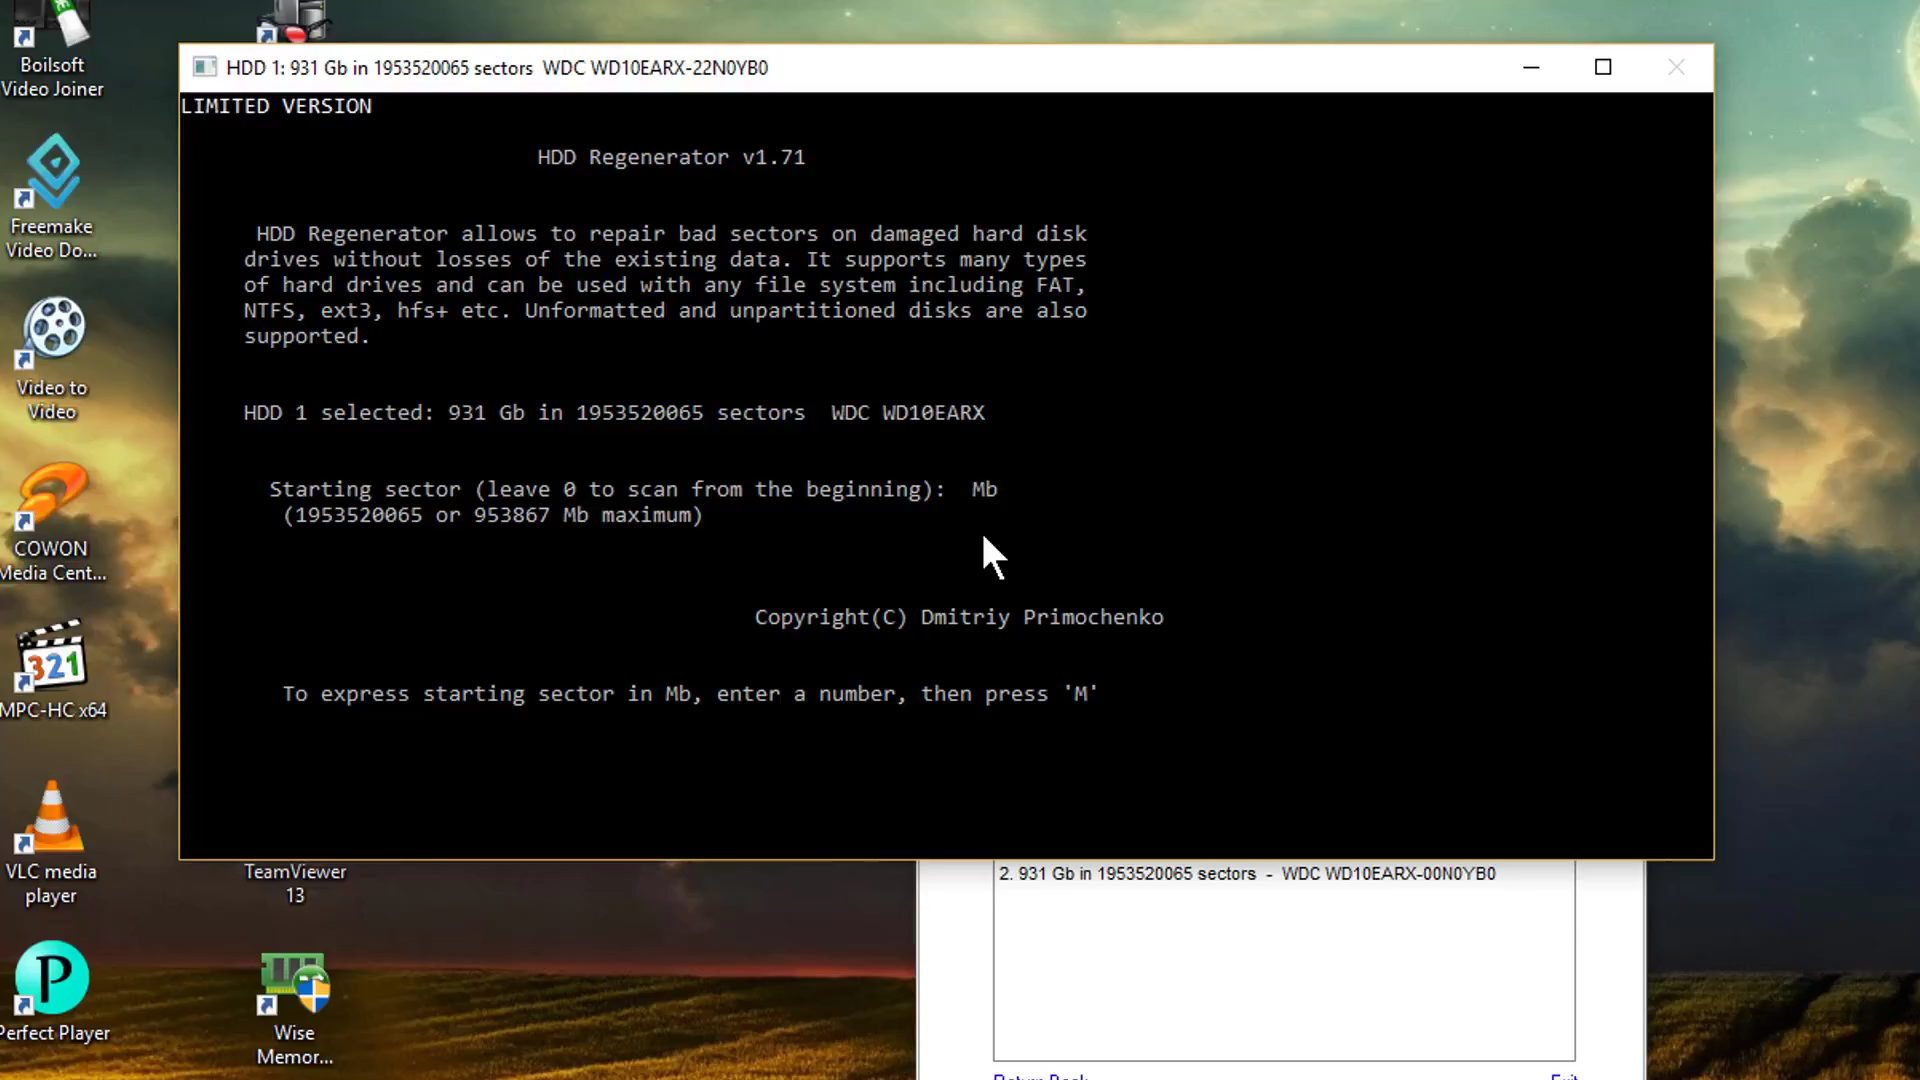 Boilsoft
Video Joiner
Freemake
Video Do...
Video to
Video
COWON
Media Cent...
321
MPC-HC x64
VLC media
player
P
Perfect Player
HDD 1: 931 Gb in 1953520065 sectors  WDC WD10EARX-22N0YB0
LIMITED VERSION
HDD Regenerator v1.71
HDD Regenerator allows to repair bad sectors on damaged hard disk
drives without losses of the existing data. It supports many types
of hard drives and can be used with any file system including FAT,
NTFS, ext3, hfs+ etc. Unformatted and unpartitioned disks are also
supported.
HDD 1 selected: 931 Gb in 1953520065 sectors  WDC WD10EARX
Starting sector (leave 0 to scan from the beginning):  Mb
(1953520065 or 953867 Mb maximum)
Copyright(C) Dmitriy Primochenko
To express starting sector in Mb, enter a number, then press 'M'
TeamViewer
13
Wise
Memor...
2. 931 Gb in 1953520065 sectors  -  WDC WD10EARX-00N0YB0
Return Back
Exit